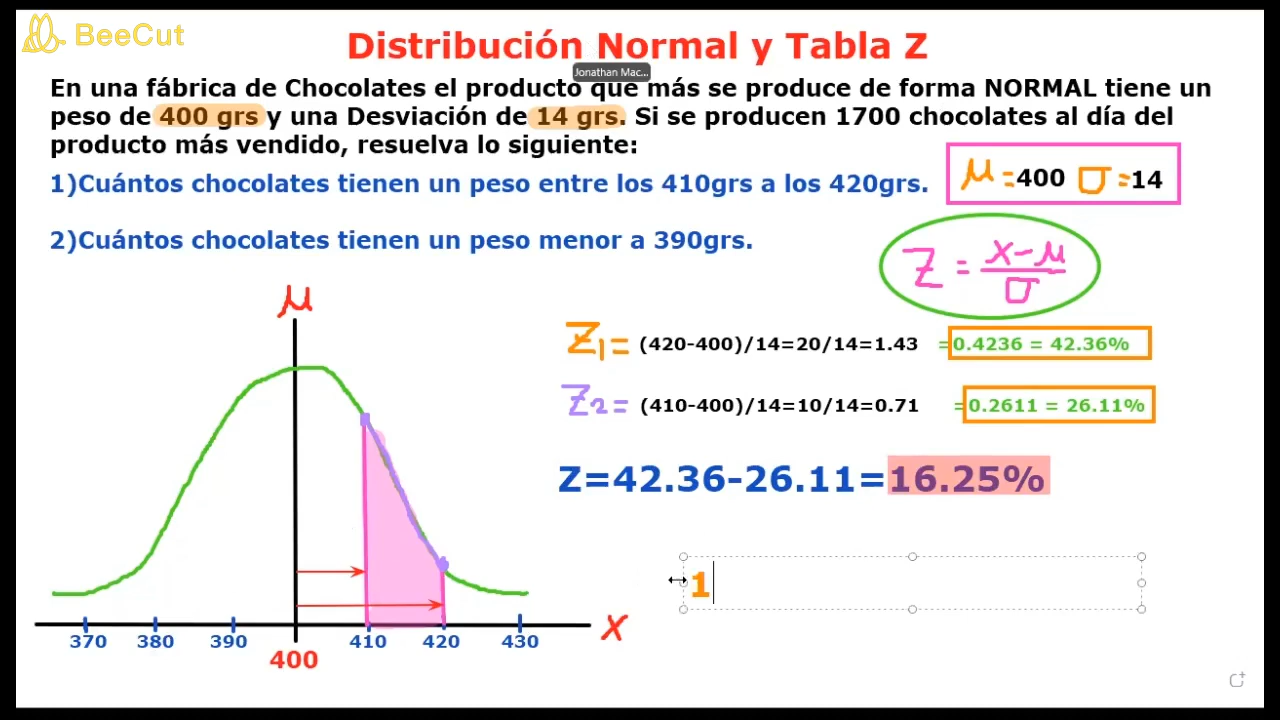 BeeCut
Distribución Normal y Tabla Z
Jonathan Mac...
En una fábrica de Chocolates el producto que más se produce de forma NORMAL tiene un
peso de 400 grs y una Desviación de 14 grs. Si se producen 1700 chocolates al día del
producto más vendido, resuelva lo siguiente:
1)Cuántos chocolates tienen un peso entre los 410grs a los 420grs.
μ =400 σ =14
2)Cuántos chocolates tienen un peso menor a 390grs.
Z = x-μ / σ
μ
Z1= (420-400)/14=20/14=1.43 =0.4236 = 42.36%
Z2= (410-400)/14=10/14=0.71 =0.2611 = 26.11%
Z=42.36-26.11=16.25%
1
370 380 390 400 410 420 430 X